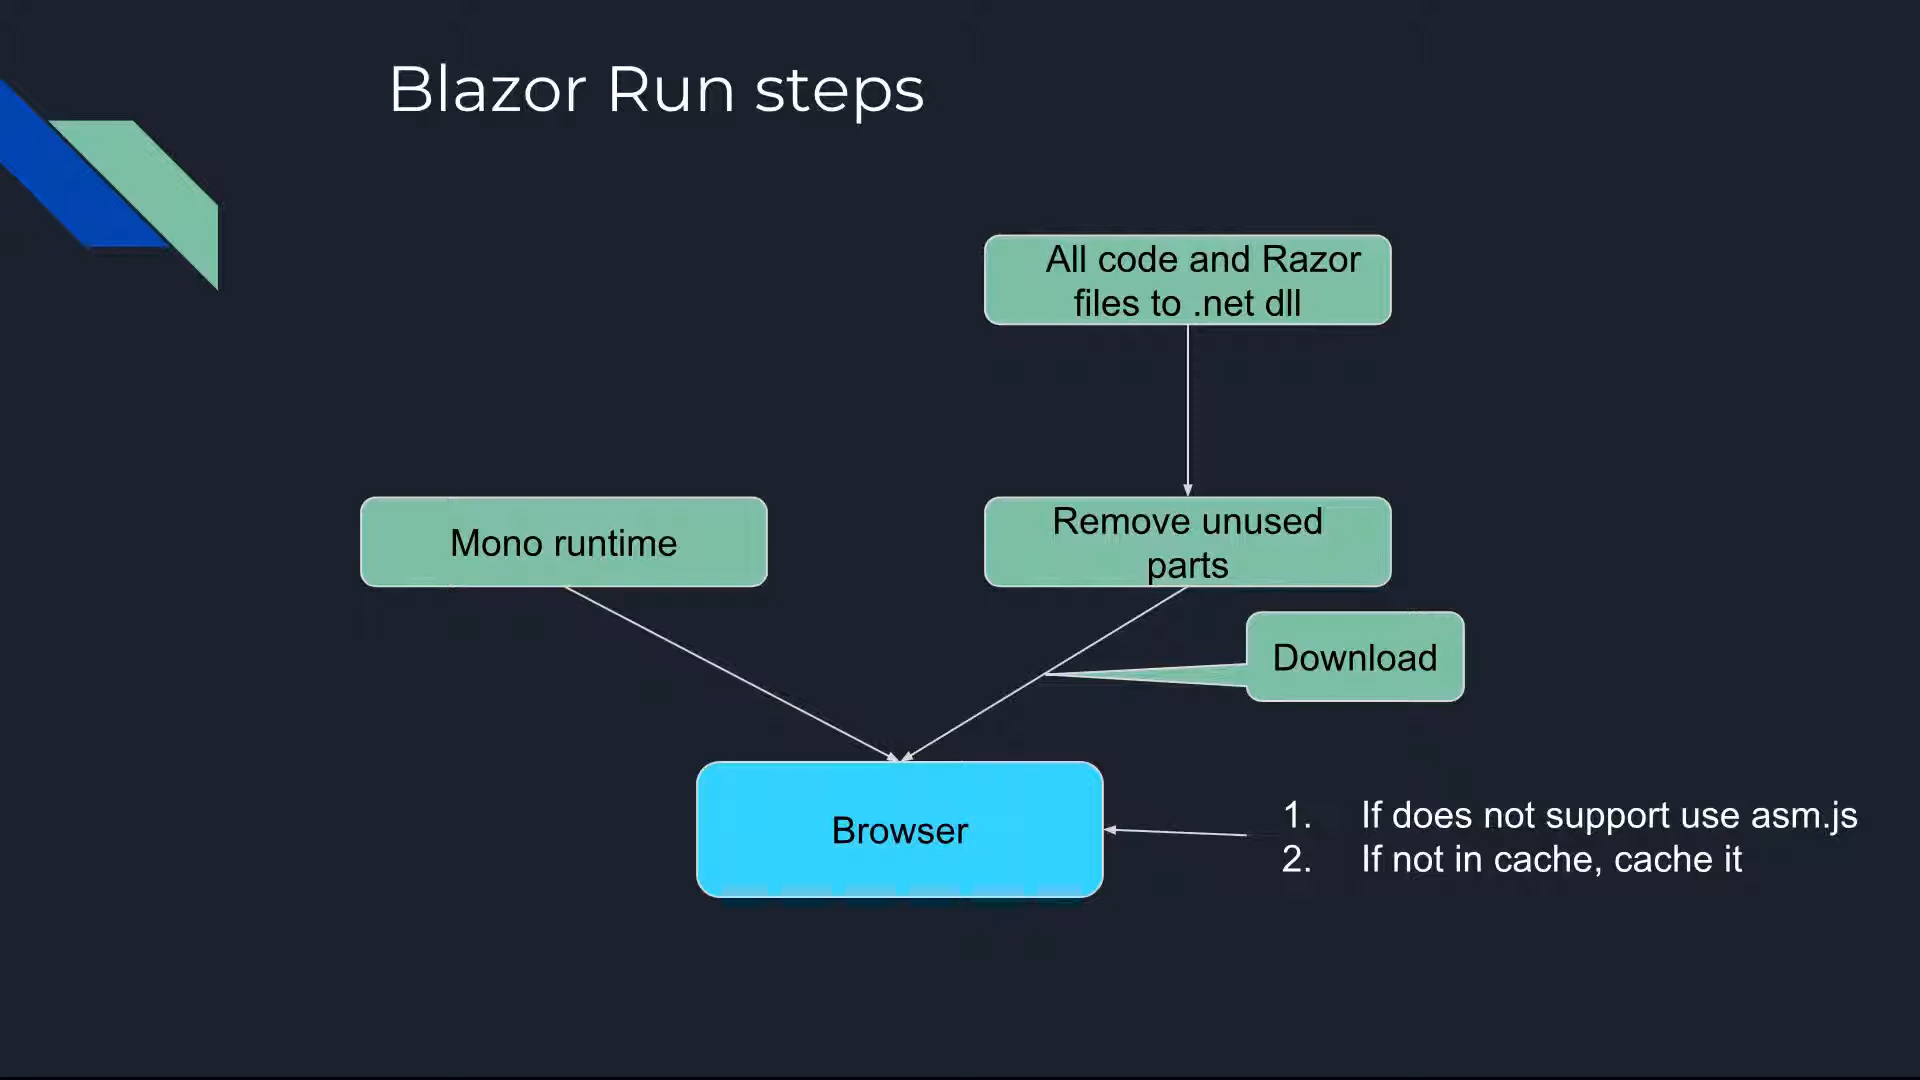 Blazor Run steps
All code and Razor
files to .net dll
Mono runtime
Remove unused
parts
Download
Browser
1. If does not support use asm.js
2. If not in cache, cache it